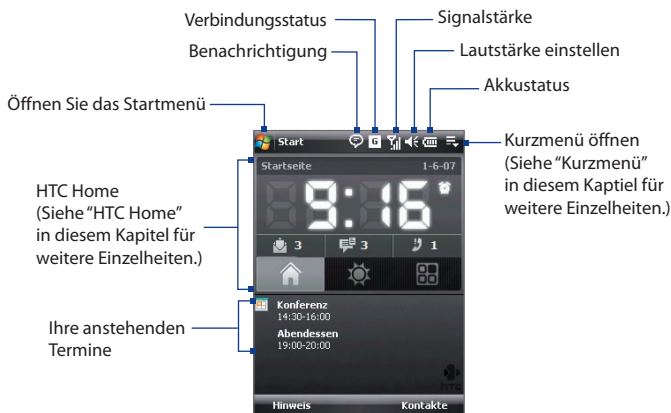 Verbindungsstatus
Signalstärke
Benachrichtigung
Lautstärke einstellen
Akkustatus
Öffnen Sie das Startmenü
Kurzmenü öffnen
(Siehe “Kurzmenü”
in diesem Kaptiel für
weitere Einzelheiten.)
HTC Home
(Siehe “HTC Home”
in diesem Kapitel für
weitere Einzelheiten.)
Ihre anstehenden
Termine
Start
G
Startseite 1-6-07
9:16
3 3 1
Konferenz
14:30-16:00
Abendessen
19:00-20:00
hTC
Hinweis Kontakte